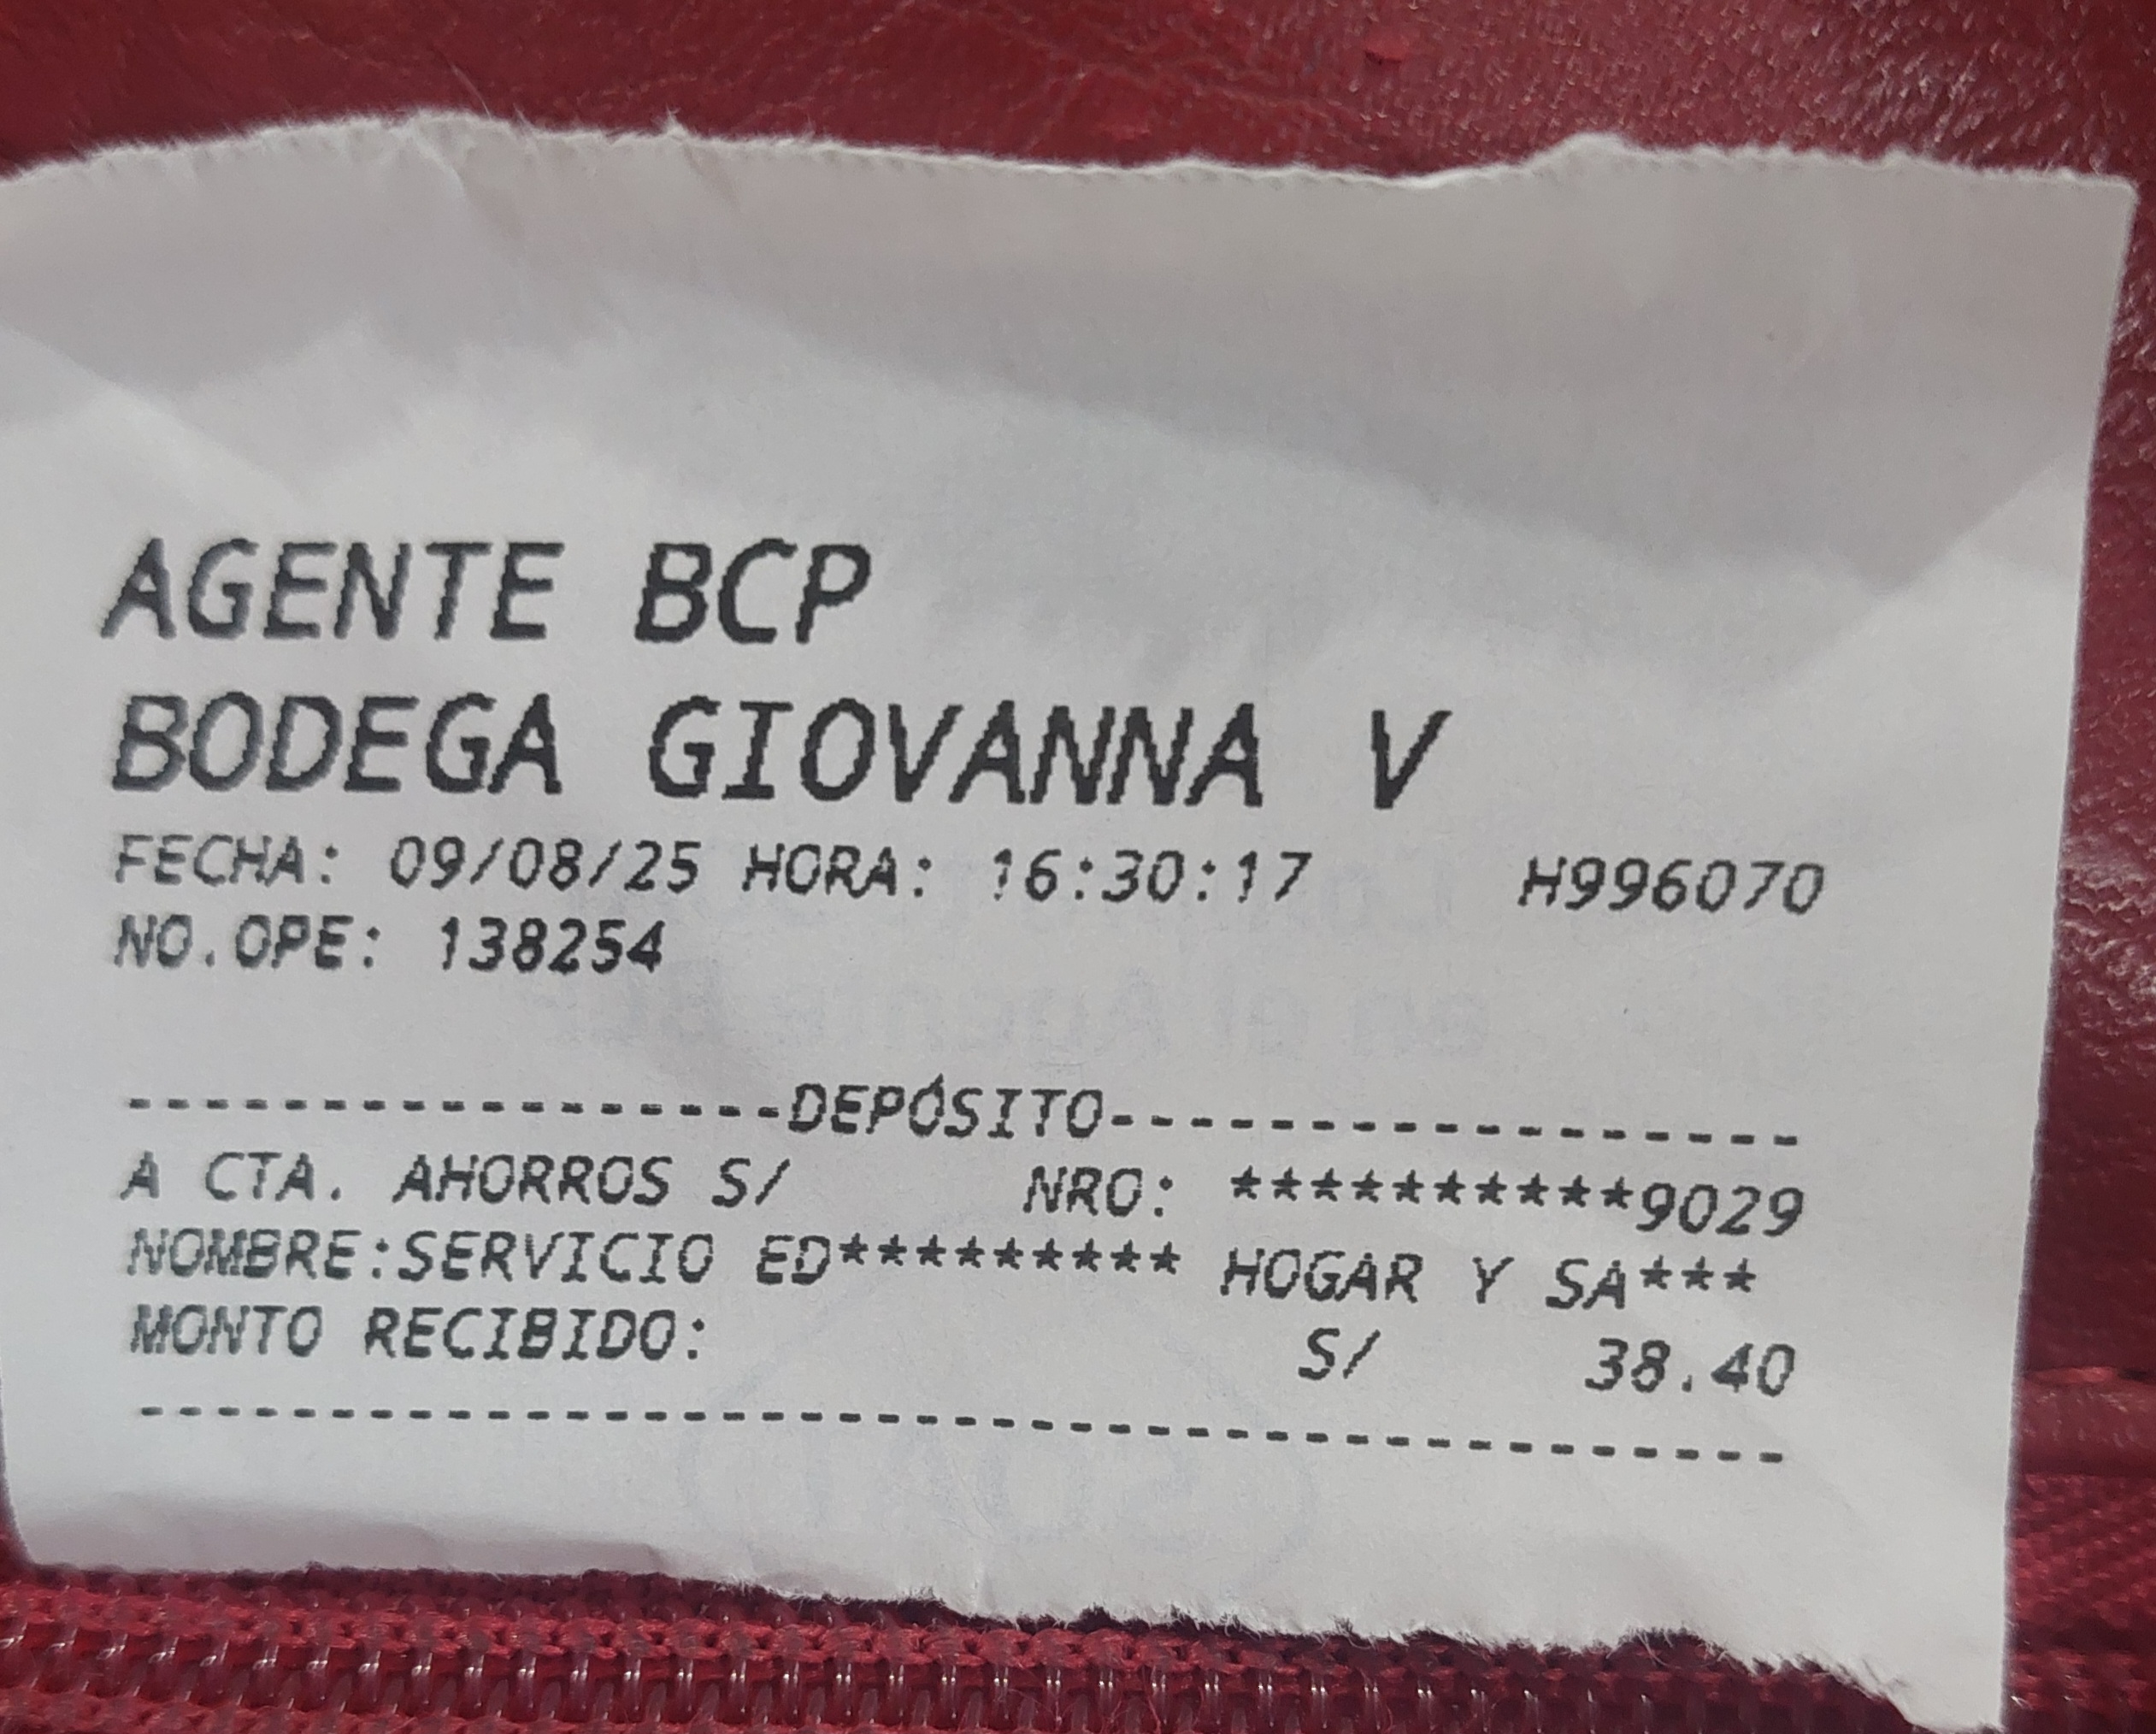 AGENTE BCP
BODEGA GIOVANNA V
FECHA: 09/08/25 HORA: 16:30:17 H996070
NO.OPE: 138254
------------------DEPÓSITO------------------
A CTA. AHORROS S/ NRO: **********9029
NOMBRE:SERVICIO ED********* HOGAR Y SA***
MONTO RECIBIDO: S/ 38.40
--------------------------------------------